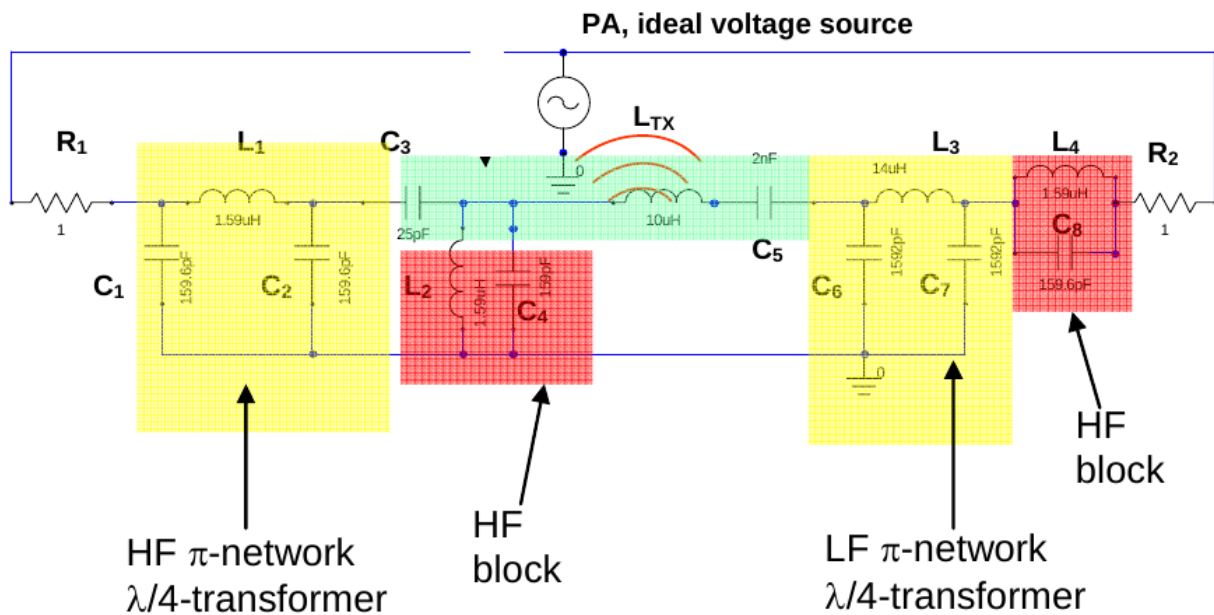 PA, ideal voltage source
R₁
L₁
C₃
L_TX
L₃
L₄
R₂
0
2nF
14uH
1.59uH
1
1.59uH
25pF
10uH
C₅
C₈
1
C₁
159.6pF
C₂
159.6pF
L₂
1.59uH
C₄
159pF
C₆
1592pF
C₇
1592pF
159.6pF
0
HF π-network
λ/4-transformer
HF
block
LF π-network
λ/4-transformer
HF
block